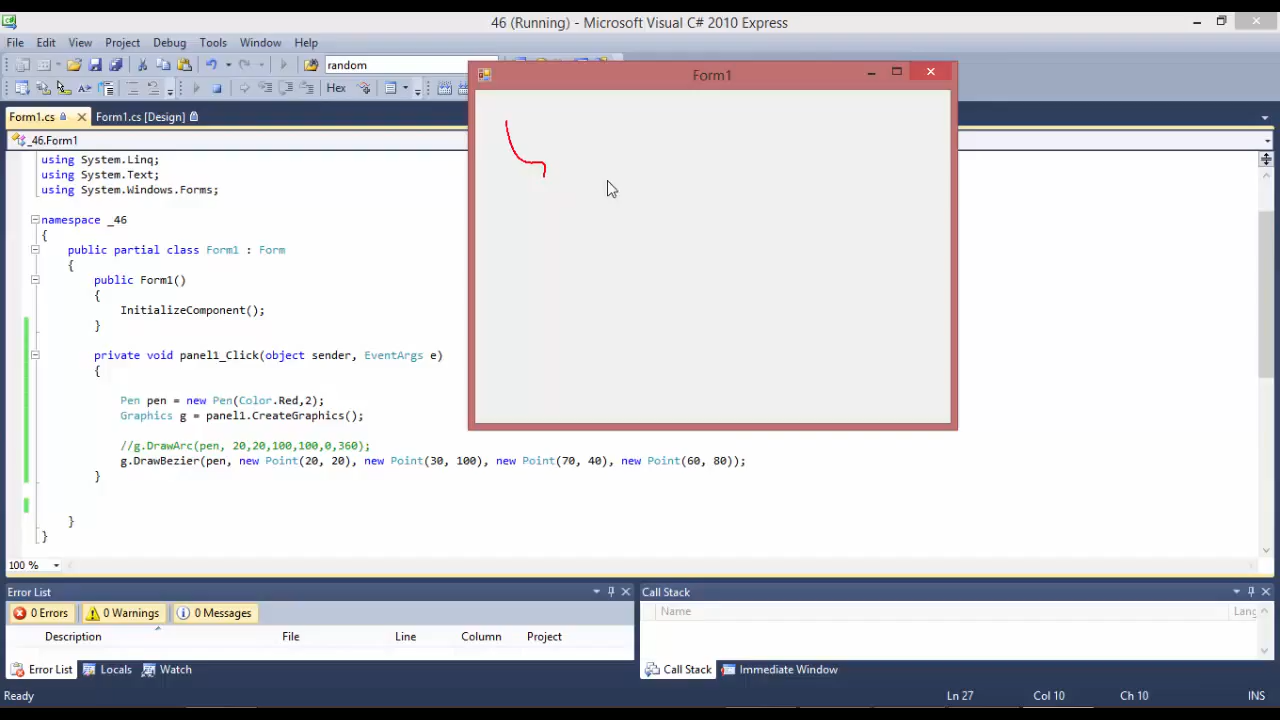 46 (Running) - Microsoft Visual C# 2010 Express
File Edit View Project Debug Tools Window Help
random
Hex
Form1.cs Form1.cs [Design]
_46.Form1
using System.Linq;
using System.Text;
using System.Windows.Forms;
namespace _46
{
public partial class Form1 : Form
{
public Form1()
{
InitializeComponent();
}
private void panel1_Click(object sender, EventArgs e)
{
Pen pen = new Pen(Color.Red,2);
Graphics g = panel1.CreateGraphics();
//g.DrawArc(pen, 20,20,100,100,0,360);
g.DrawBezier(pen, new Point(20, 20), new Point(30, 100), new Point(70, 40), new Point(60, 80));
}
}
}
Form1
100 %
Error List
0 Errors 0 Warnings 0 Messages
Description File Line Column Project
Error List Locals Watch
Call Stack
Name Lang
Call Stack Immediate Window
Ready Ln 27 Col 10 Ch 10 INS